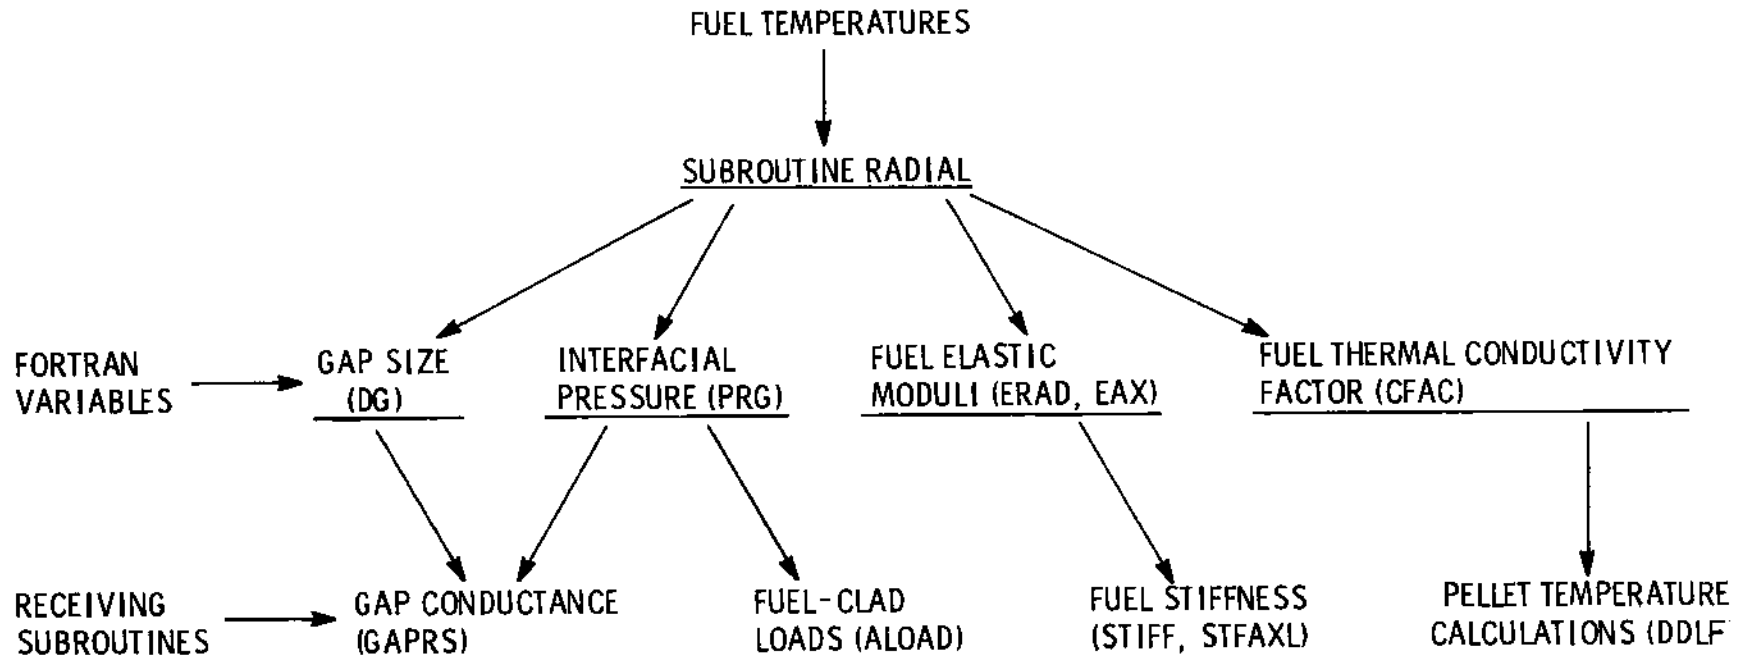 FUEL TEMPERATURES
SUBROUTINE RADIAL
FORTRAN
VARIABLES
GAP SIZE
(DG)
INTERFACIAL
PRESSURE (PRG)
FUEL ELASTIC
MODULI (ERAD, EAX)
FUEL THERMAL CONDUCTIVITY
FACTOR (CFAC)
RECEIVING
SUBROUTINES
GAP CONDUCTANCE
(GAPRS)
FUEL-CLAD
LOADS (ALOAD)
FUEL STIFFNESS
(STIFF, STFAXL)
PELLET TEMPERATURE
CALCULATIONS